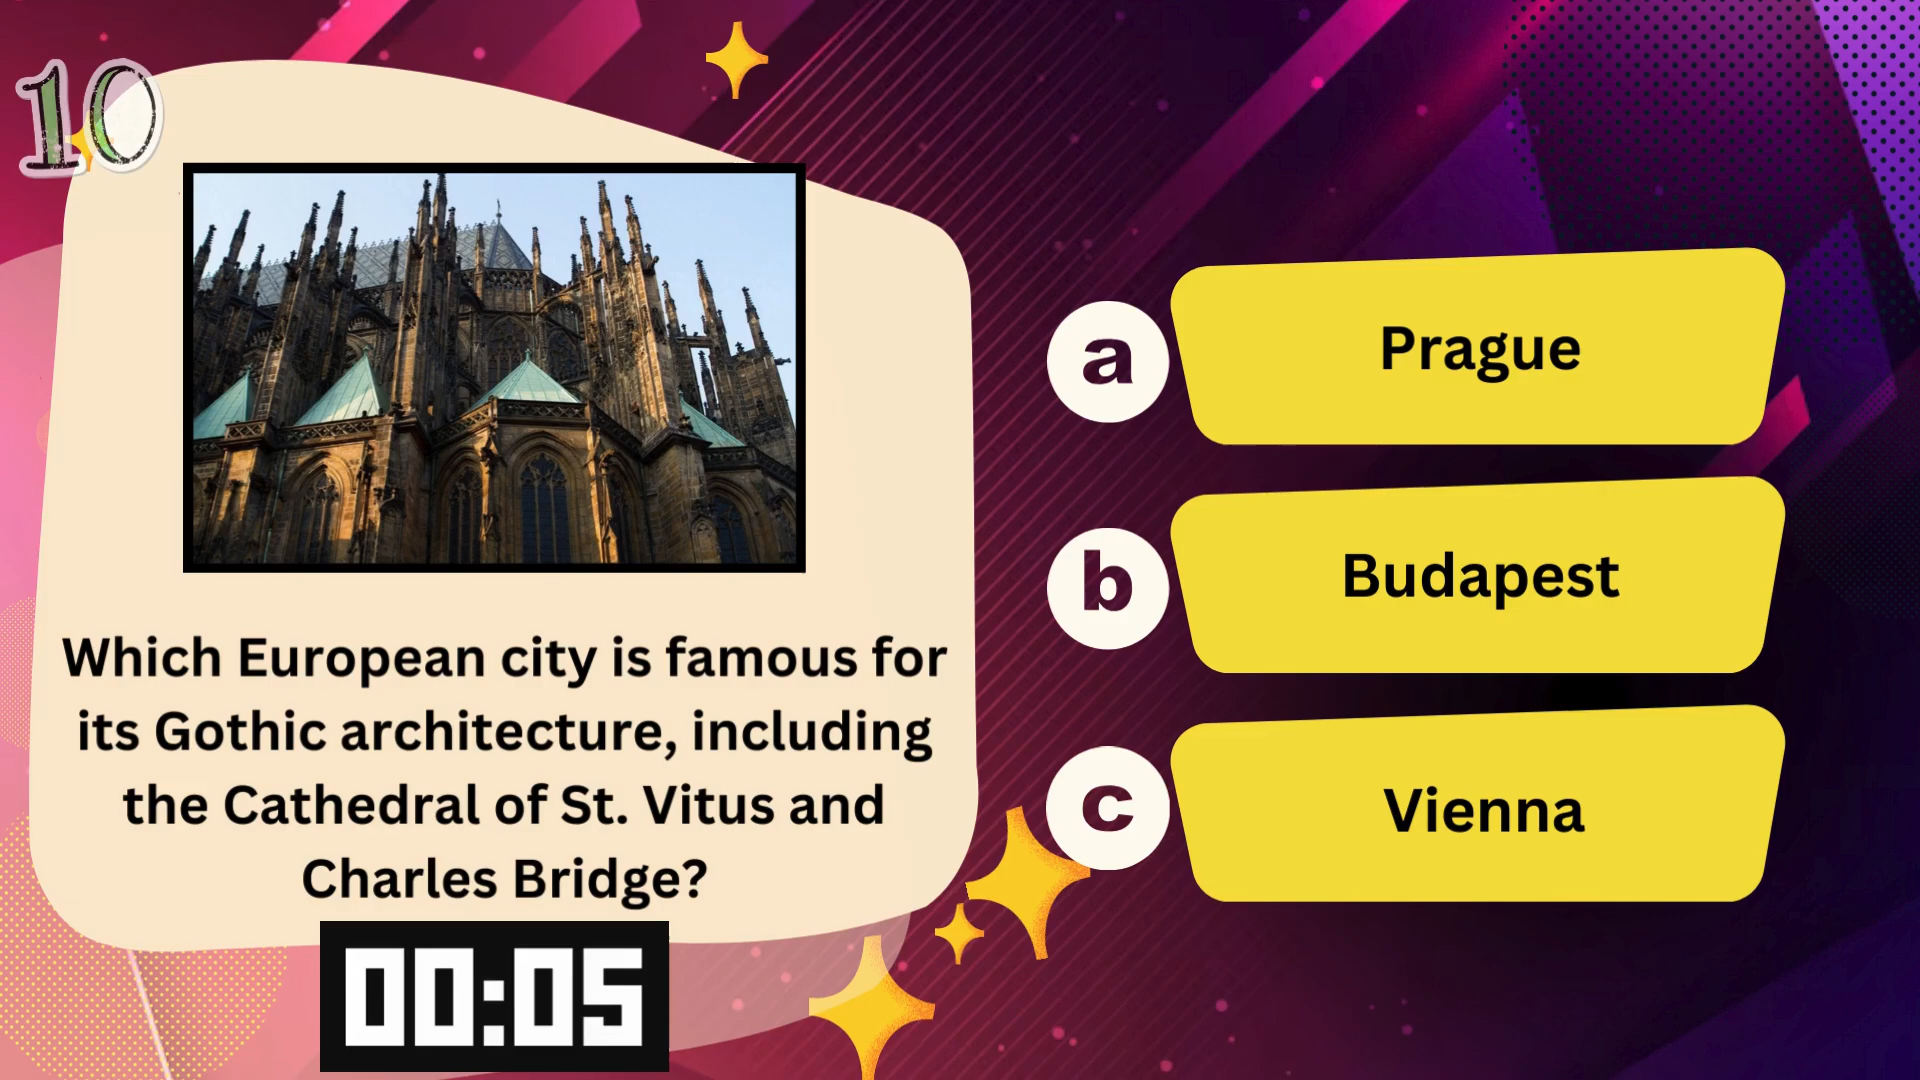 10
Which European city is famous for
its Gothic architecture, including
the Cathedral of St. Vitus and
Charles Bridge?
00:05
a
Prague
b
Budapest
c
Vienna